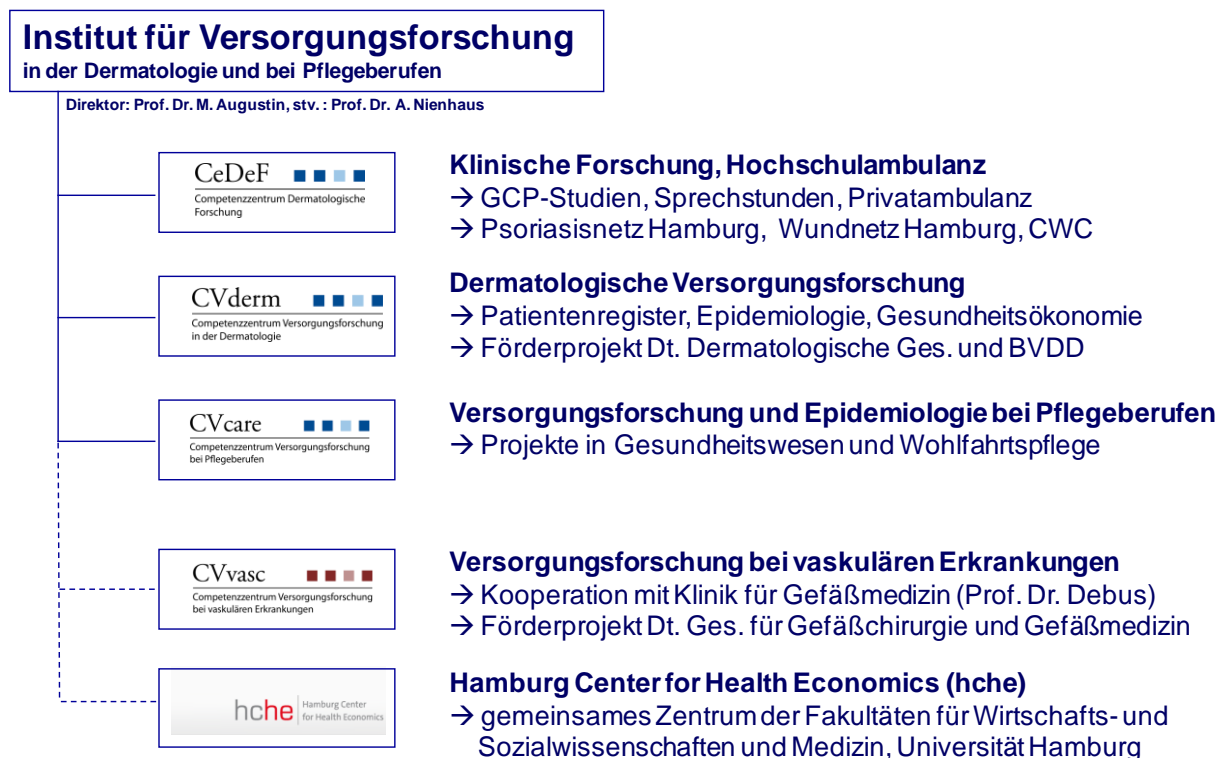 Institut für Versorgungsforschung
in der Dermatologie und bei Pflegeberufen
Direktor: Prof. Dr. M. Augustin, stv. : Prof. Dr. A. Nienhaus
CeDeF
Competenzzentrum Dermatologische
Forschung
Klinische Forschung, Hochschulambulanz
→ GCP-Studien, Sprechstunden, Privatambulanz
→ Psoriasisnetz Hamburg, Wundnetz Hamburg, CWC
CVderm
Competenzzentrum Versorgungsforschung
in der Dermatologie
Dermatologische Versorgungsforschung
→ Patientenregister, Epidemiologie, Gesundheitsökonomie
→ Förderprojekt Dt. Dermatologische Ges. und BVDD
CVcare
Competenzzentrum Versorgungsforschung
bei Pflegeberufen
Versorgungsforschung und Epidemiologie bei Pflegeberufen
→ Projekte in Gesundheitswesen und Wohlfahrtspflege
CVvasc
Competenzzentrum Versorgungsforschung
bei vaskulären Erkrankungen
Versorgungsforschung bei vaskulären Erkrankungen
→ Kooperation mit Klinik für Gefäßmedizin (Prof. Dr. Debus)
→ Förderprojekt Dt. Ges. für Gefäßchirurgie und Gefäßmedizin
hche
Hamburg Center
for Health Economics
Hamburg Center for Health Economics (hche)
→ gemeinsames Zentrum der Fakultäten für Wirtschafts- und
Sozialwissenschaften und Medizin, Universität Hamburg